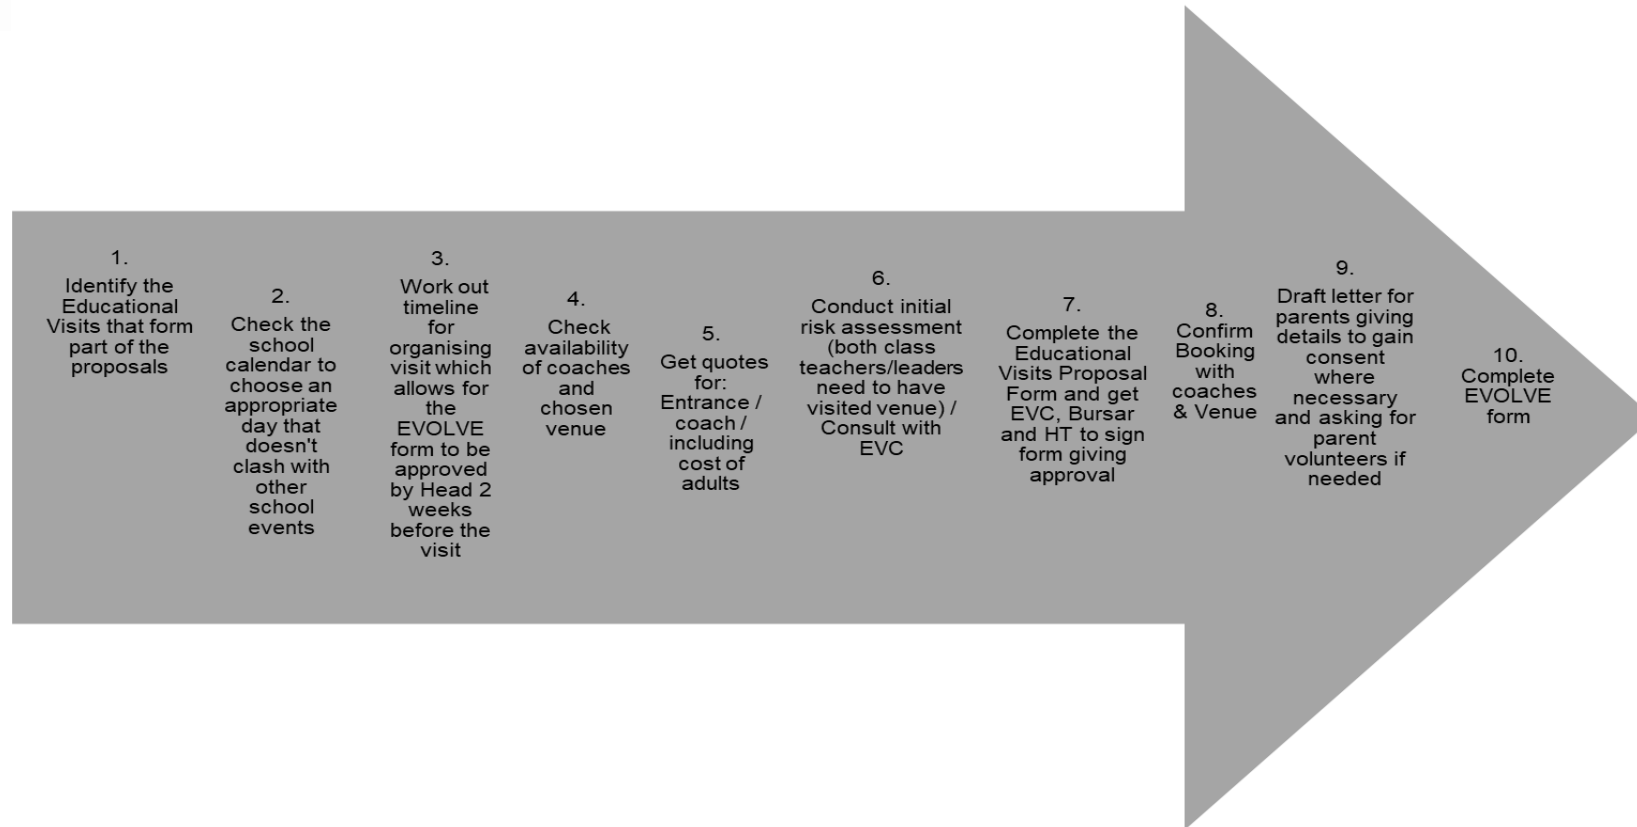 1.
Identify the
Educational
Visits that form
part of the
proposals
2.
Check the
school
calendar to
choose an
appropriate
day that
doesn't
clash with
other
school
events
3.
Work out
timeline
for
organising
visit which
allows for
the
EVOLVE
form to be
approved
by Head 2
weeks
before the
visit
4.
Check
availability
of coaches
and
chosen
venue
5.
Get quotes
for:
Entrance /
coach /
including
cost of
adults
6.
Conduct initial
risk assessment
(both class
teachers/leaders
need to have
visited venue) /
Consult with
EVC
7.
Complete the
Educational
Visits Proposal
Form and get
EVC, Bursar
and HT to sign
form giving
approval
8.
Confirm
Booking
with
coaches
& Venue
9.
Draft letter for
parents giving
details to gain
consent
where
necessary
and asking for
parent
volunteers if
needed
10.
Complete
EVOLVE
form